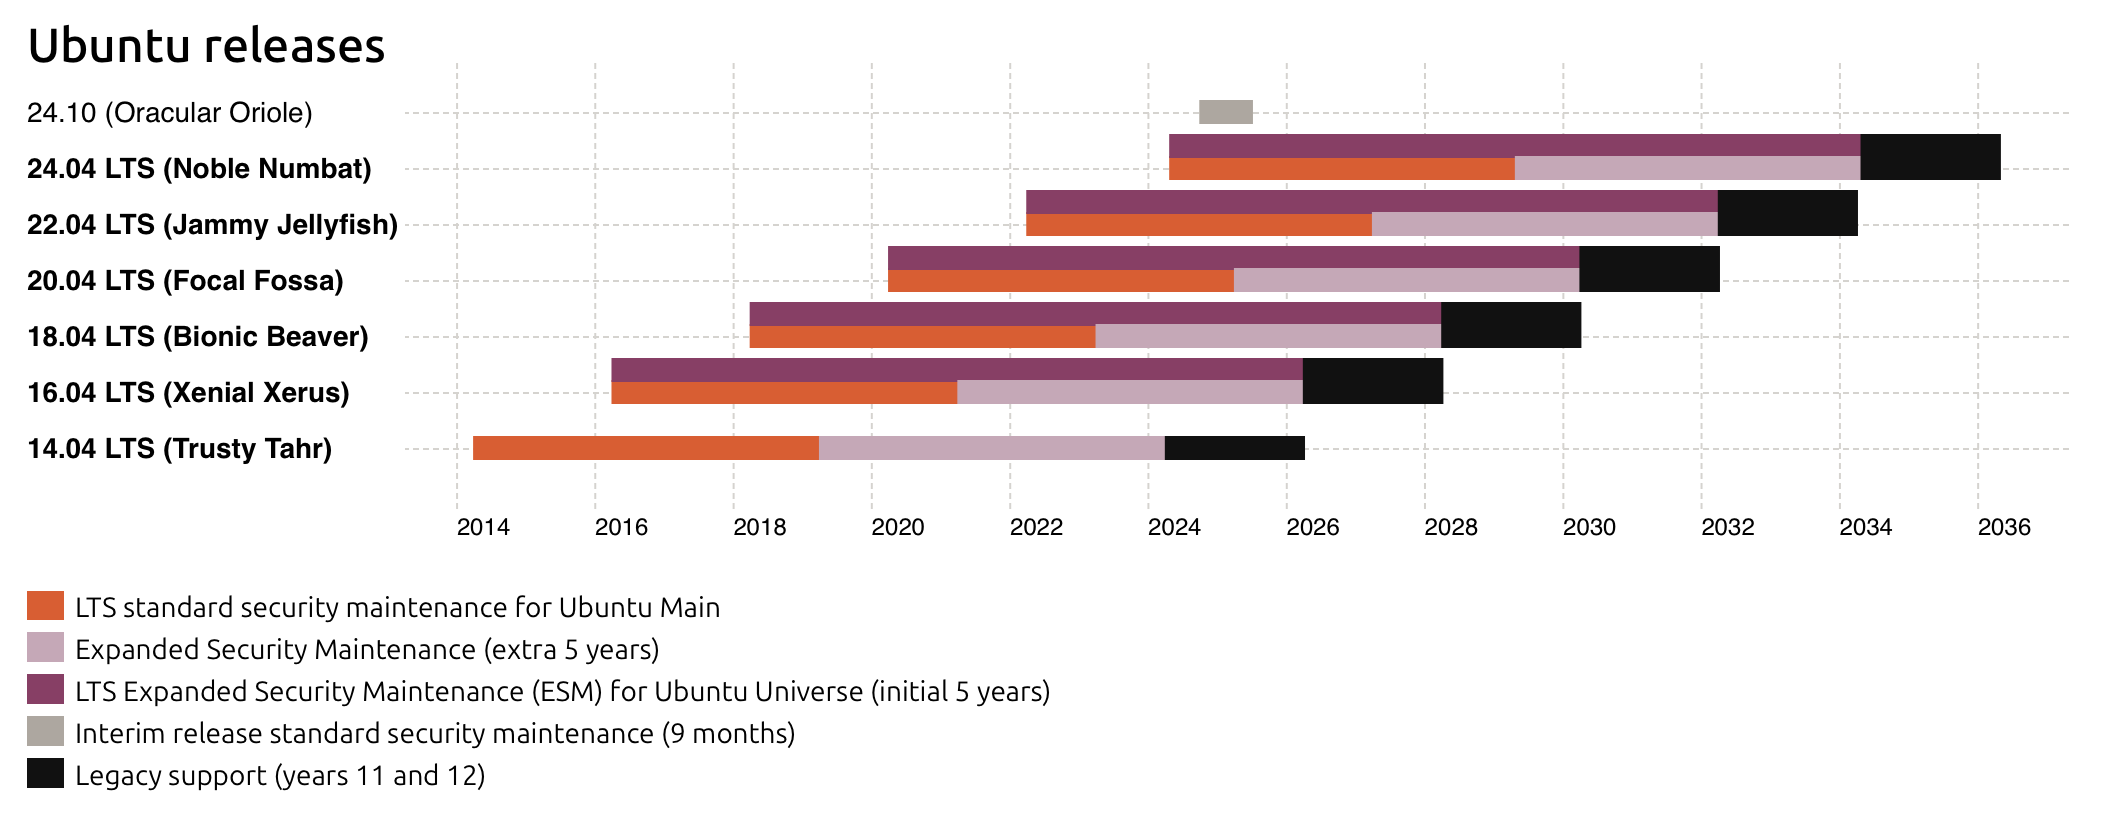 Ubuntu releases
24.10 (Oracular Oriole)
24.04 LTS (Noble Numbat)
22.04 LTS (Jammy Jellyfish)
20.04 LTS (Focal Fossa)
18.04 LTS (Bionic Beaver)
16.04 LTS (Xenial Xerus)
14.04 LTS (Trusty Tahr)
2014 2016 2018 2020 2022 2024 2026 2028 2030 2032 2034 2036
LTS standard security maintenance for Ubuntu Main
Expanded Security Maintenance (extra 5 years)
LTS Expanded Security Maintenance (ESM) for Ubuntu Universe (initial 5 years)
Interim release standard security maintenance (9 months)
Legacy support (years 11 and 12)